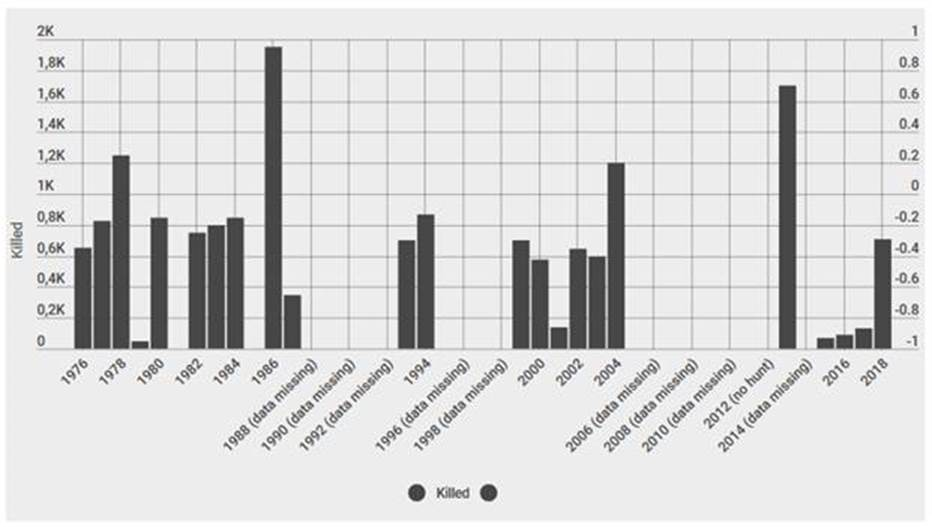 2K 1
1,8K 0.8
1,6K 0.6
1,4K 0.4
1,2K 0.2
1K 0
0,8K -0.2
0,6K -0.4
0,4K -0.6
0,2K -0.8
0 -1
Killed
1976
1978
1980
1982
1984
1986
1988 (data missing)
1990 (data missing)
1992 (data missing)
1994
1996 (data missing)
1998 (data missing)
2000
2002
2004
2006 (data missing)
2008 (data missing)
2010 (data missing)
2012 (no hunt)
2014 (data missing)
2016
2018
Killed